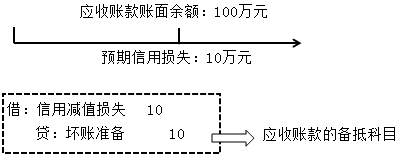 应收账款账面余额：100万元
预期信用损失：10万元
借：信用减值损失 10
贷：坏账准备 10
应收账款的备抵科目